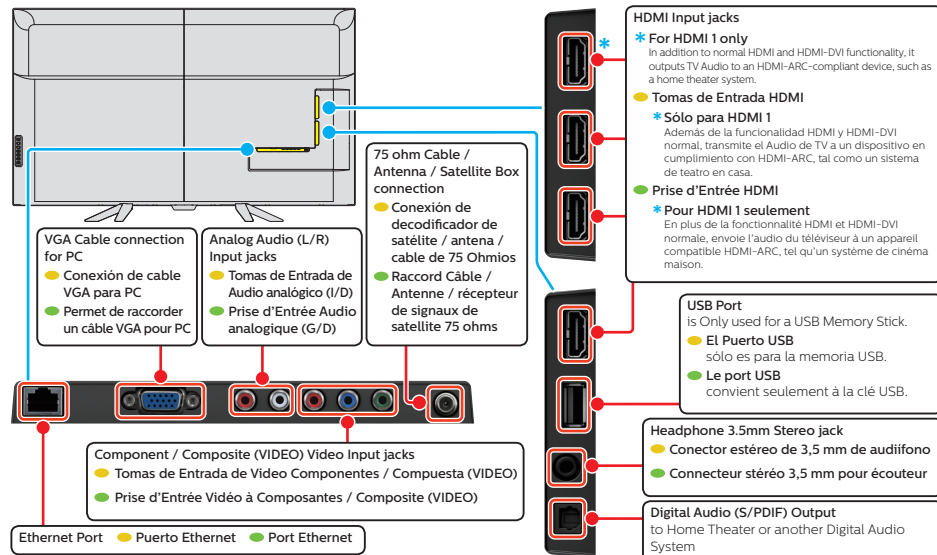 HDMI Input jacks
* For HDMI 1 only
In addition to normal HDMI and HDMI-DVI functionality, it
outputs TV Audio to an HDMI-ARC-compliant device, such as
a home theater system.
Tomas de Entrada HDMI
* Sólo para HDMI 1
Además de la funcionalidad HDMI y HDMI-DVI
normal, transmite el Audio de TV a un dispositivo en
cumplimiento con HDMI-ARC, tal como un sistema
de teatro en casa.
Prise d'Entrée HDMI
* Pour HDMI 1 seulement
En plus de la fonctionnalité HDMI et HDMI-DVI
normale, envoie l'audio du téléviseur à un appareil
compatible HDMI-ARC, tel qu'un système de cinéma
maison.
*
75 ohm Cable /
Antenna / Satellite Box
connection
Conexión de
decodificador de
satélite / antena /
cable de 75 Ohmios
Raccord Câble /
Antenne / récepteur
de signaux de
satellite 75 ohms
VGA Cable connection
for PC
Conexión de cable
VGA para PC
Permet de raccorder
un câble VGA pour PC
Analog Audio (L/R)
Input jacks
Tomas de Entrada de
Audio analógico (I/D)
Prise d'Entrée Audio
analogique (G/D)
USB Port
is Only used for a USB Memory Stick.
El Puerto USB
sólo es para la memoria USB.
Le port USB
convient seulement à la clé USB.
Headphone 3.5mm Stereo jack
Conector estéreo de 3,5 mm de audiífono
Connecteur stéréo 3,5 mm pour écouteur
Component / Composite (VIDEO) Video Input jacks
Tomas de Entrada de Video Componentes / Compuesta (VIDEO)
Prise d'Entrée Vidéo à Composantes / Composite (VIDEO)
Digital Audio (S/PDIF) Output
to Home Theater or another Digital Audio
System
Ethernet Port Puerto Ethernet Port Ethernet